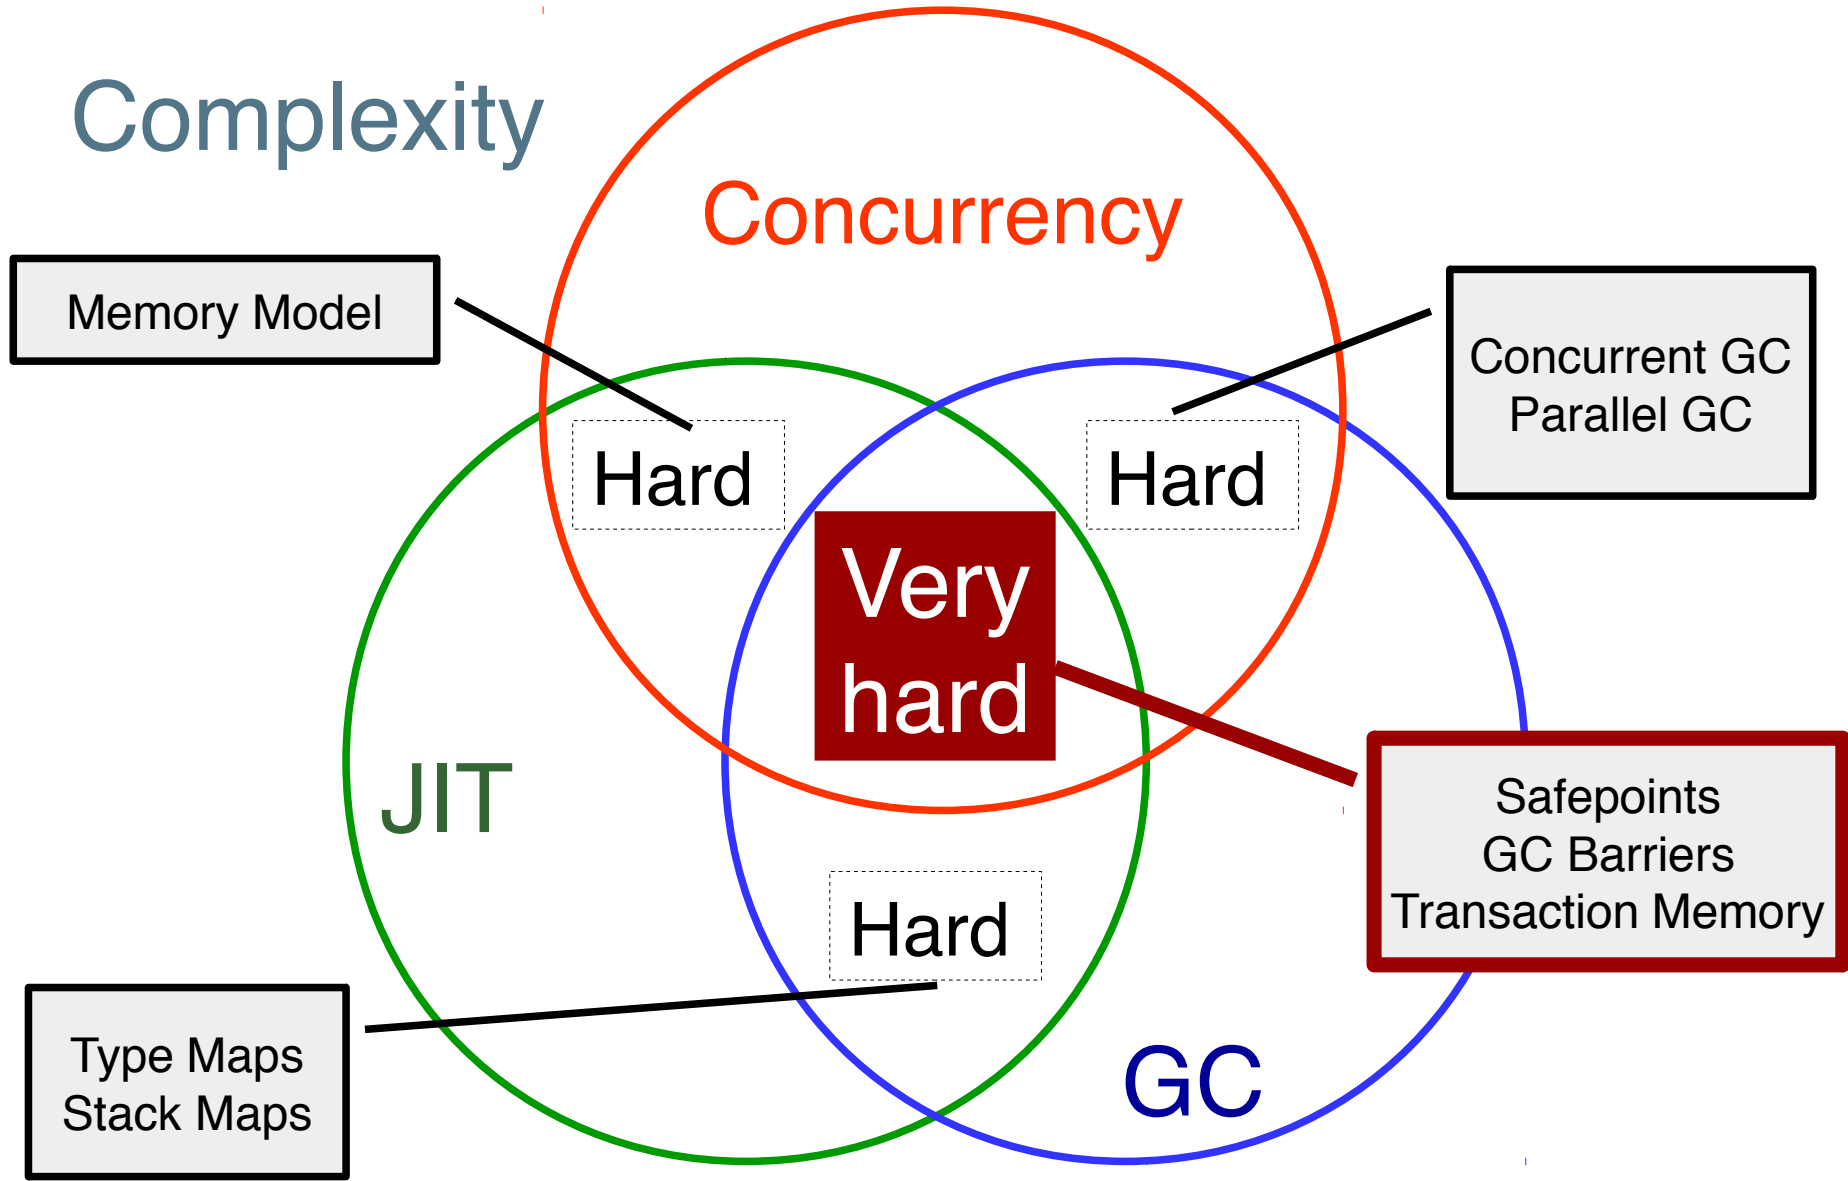 Complexity
Concurrency
Memory Model
Concurrent GC
Parallel GC
Hard
Hard
Very
hard
JIT
Safepoints
GC Barriers
Transaction Memory
Hard
Type Maps
Stack Maps
GC